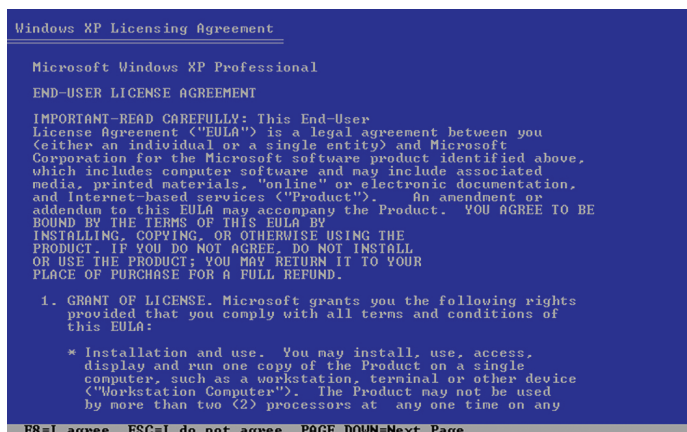 Windows XP Licensing Agreement
Microsoft Windows XP Professional
END-USER LICENSE AGREEMENT
IMPORTANT-READ CAREFULLY: This End-User
License Agreement ("EULA") is a legal agreement between you
(either an individual or a single entity) and Microsoft
Corporation for the Microsoft software product identified above,
which includes computer software and may include associated
media, printed materials, "online" or electronic documentation,
and Internet-based services ("Product"). An amendment or
addendum to this EULA may accompany the Product. YOU AGREE TO BE
BOUND BY THE TERMS OF THIS EULA BY
INSTALLING, COPYING, OR OTHERWISE USING THE
PRODUCT. IF YOU DO NOT AGREE, DO NOT INSTALL
OR USE THE PRODUCT; YOU MAY RETURN IT TO YOUR
PLACE OF PURCHASE FOR A FULL REFUND.
1. GRANT OF LICENSE. Microsoft grants you the following rights
provided that you comply with all terms and conditions of
this EULA:
* Installation and use. You may install, use, access,
display and run one copy of the Product on a single
computer, such as a workstation, terminal or other device
("Workstation Computer"). The Product may not be used
by more than two (2) processors at any one time on any
F8=I agree ESC=I do not agree PAGE DOWN=Next Page